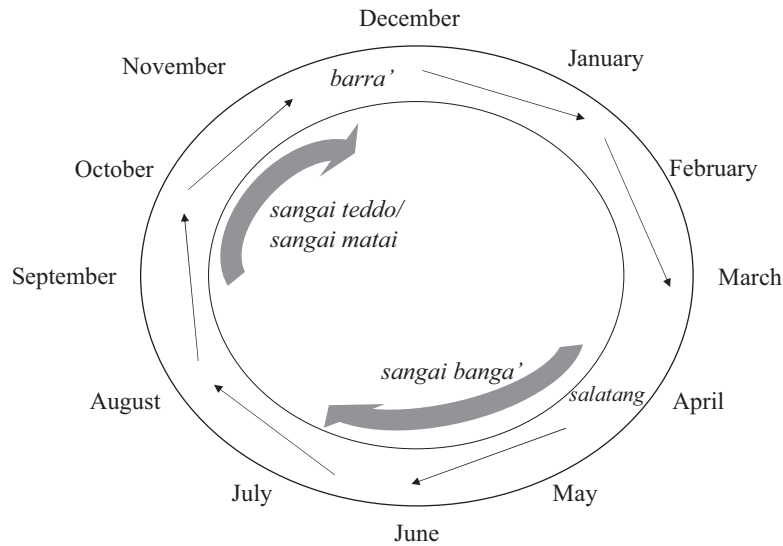 December
January
February
March
April
May
June
July
August
September
October
November
barra’
sangai teddo/
sangai matai
sangai banga’
salatang